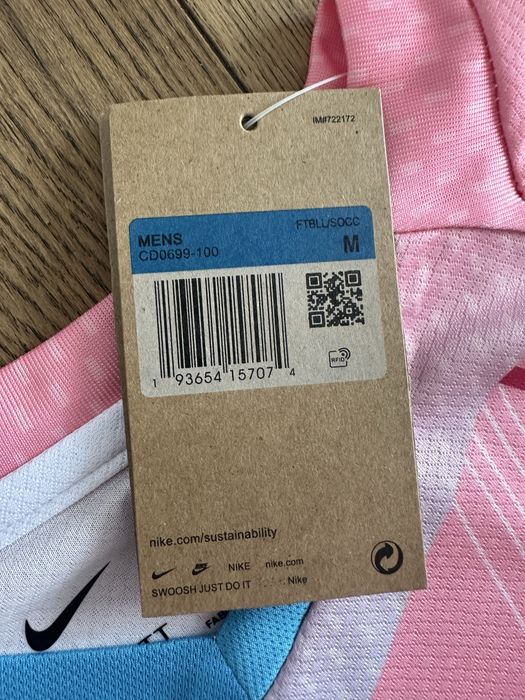 IM#722172
FTBLL/SOCC
MENS
CD0699-100
M
1 93654 15707 4
RFID
nike.com/sustainability
NIKE nike.com
SWOOSH JUST DO IT Nike